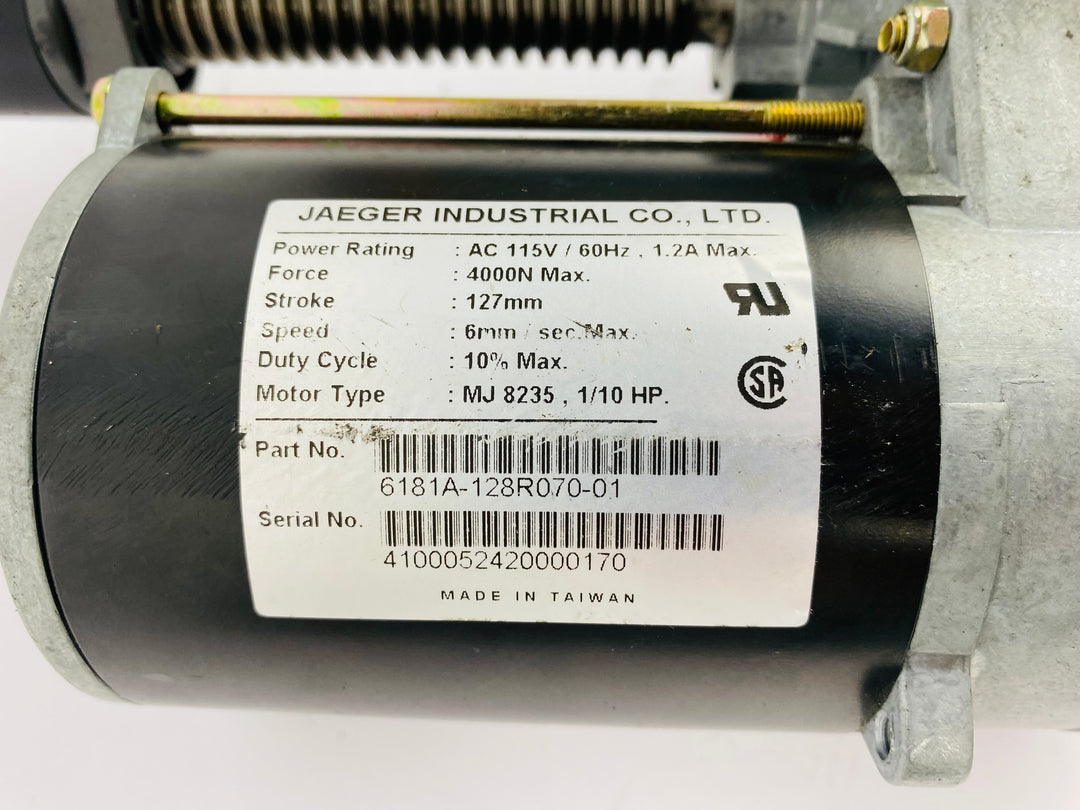 JAEGER INDUSTRIAL CO., LTD.
Power Rating : AC 115V / 60Hz , 1.2A Max.
Force : 4000N Max.
Stroke : 127mm
Speed : 6mm / sec.Max.
Duty Cycle : 10% Max.
Motor Type : MJ 8235 , 1/10 HP.
Part No.
6181A-128R070-01
Serial No.
4100052420000170
MADE IN TAIWAN
RU
SA